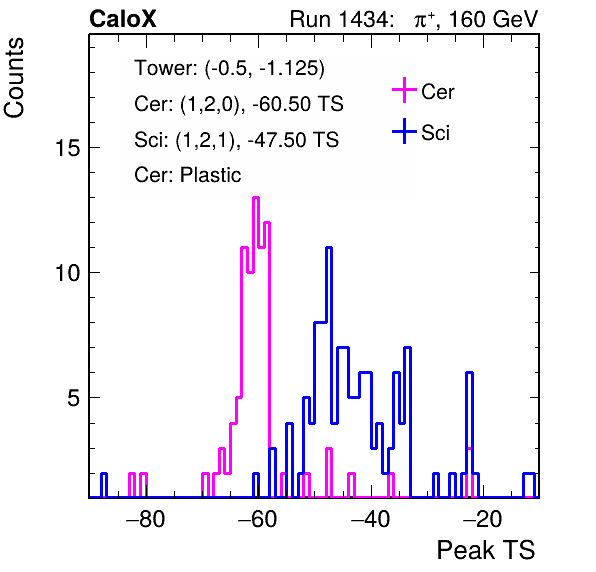 CaloX Run 1434: π⁺, 160 GeV
Counts
Tower: (-0.5, -1.125)
Cer: (1,2,0), -60.50 TS
Sci: (1,2,1), -47.50 TS
Cer: Plastic
Cer
Sci
15
10
5
−80 −60 −40 −20
Peak TS